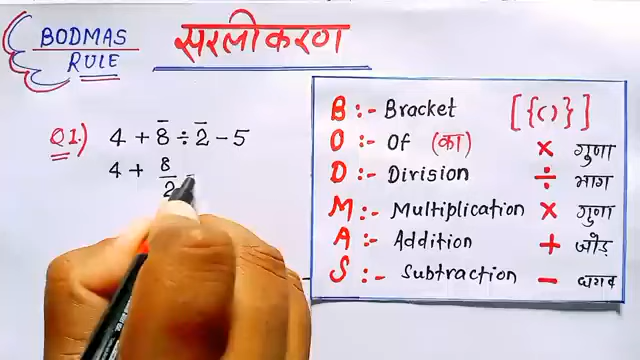 BODMAS RULE
सरलीकरण
Q1.) 4 + 8 ÷ 2 - 5
4 + 8/2 -
B :- Bracket [{()}]
O :- Of (का) × गुणा
D :- Division ÷ भाग
M :- Multiplication × गुणा
A :- Addition + जोड़
S :- Subtraction - घटाव